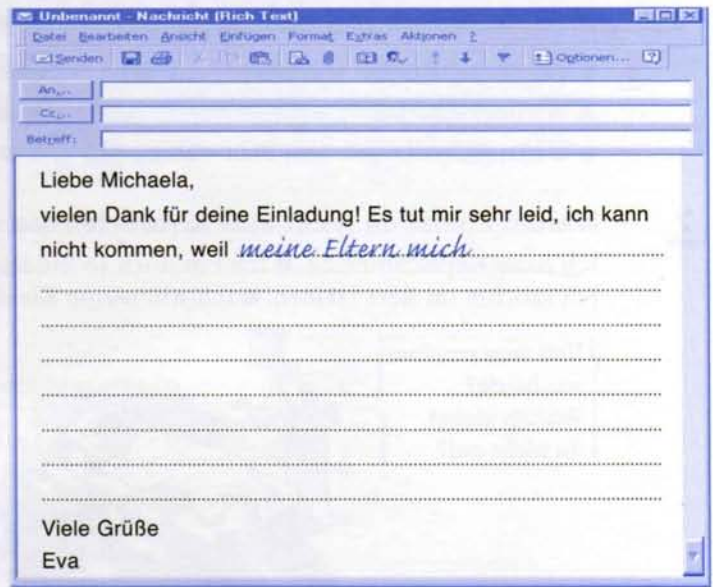 Unbenannt - Nachricht (Rich Text)
Datei Bearbeiten Ansicht Einfügen Format Extras Aktionen ?
Senden Optionen...
An...
Cc...
Betreff:
Liebe Michaela,
vielen Dank für deine Einladung! Es tut mir sehr leid, ich kann
nicht kommen, weil meine Eltern mich
Viele Grüße
Eva